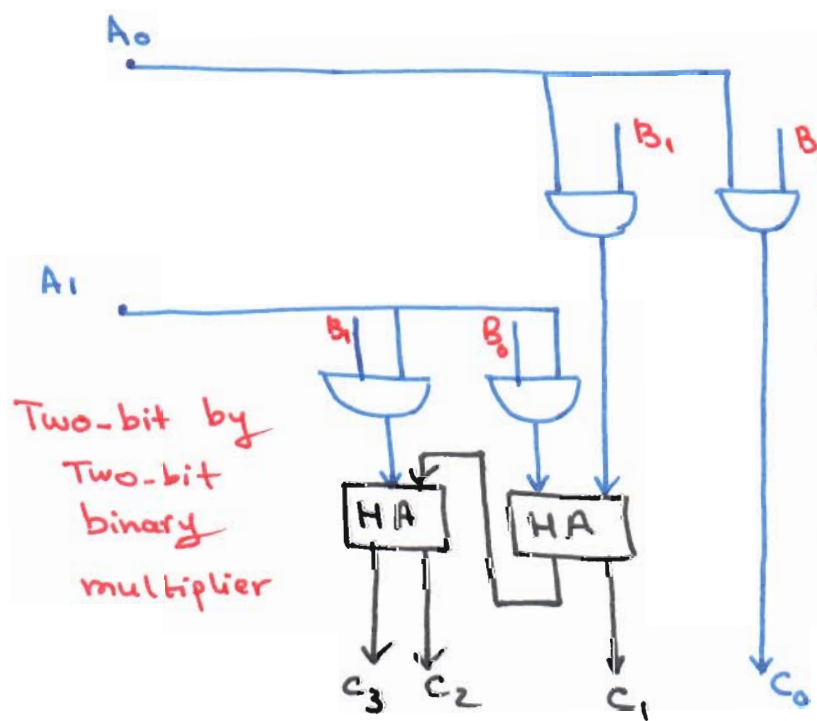 A₀
B₁ B
A₁
B₁ B₀
Two-bit by
Two-bit
binary
multiplier
HA HA
C₃ C₂ C₁ C₀